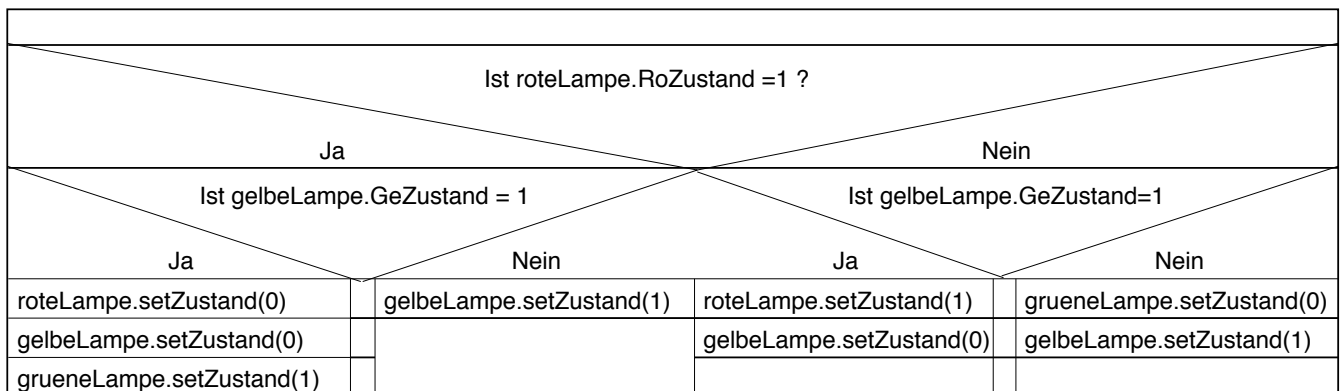 Ist roteLampe.RoZustand =1 ?
Ja Nein
Ist gelbeLampe.GeZustand = 1 Ist gelbeLampe.GeZustand=1
Ja Nein Ja Nein
roteLampe.setZustand(0) gelbeLampe.setZustand(1) roteLampe.setZustand(1) grueneLampe.setZustand(0)
gelbeLampe.setZustand(0) gelbeLampe.setZustand(0) gelbeLampe.setZustand(1)
grueneLampe.setZustand(1)